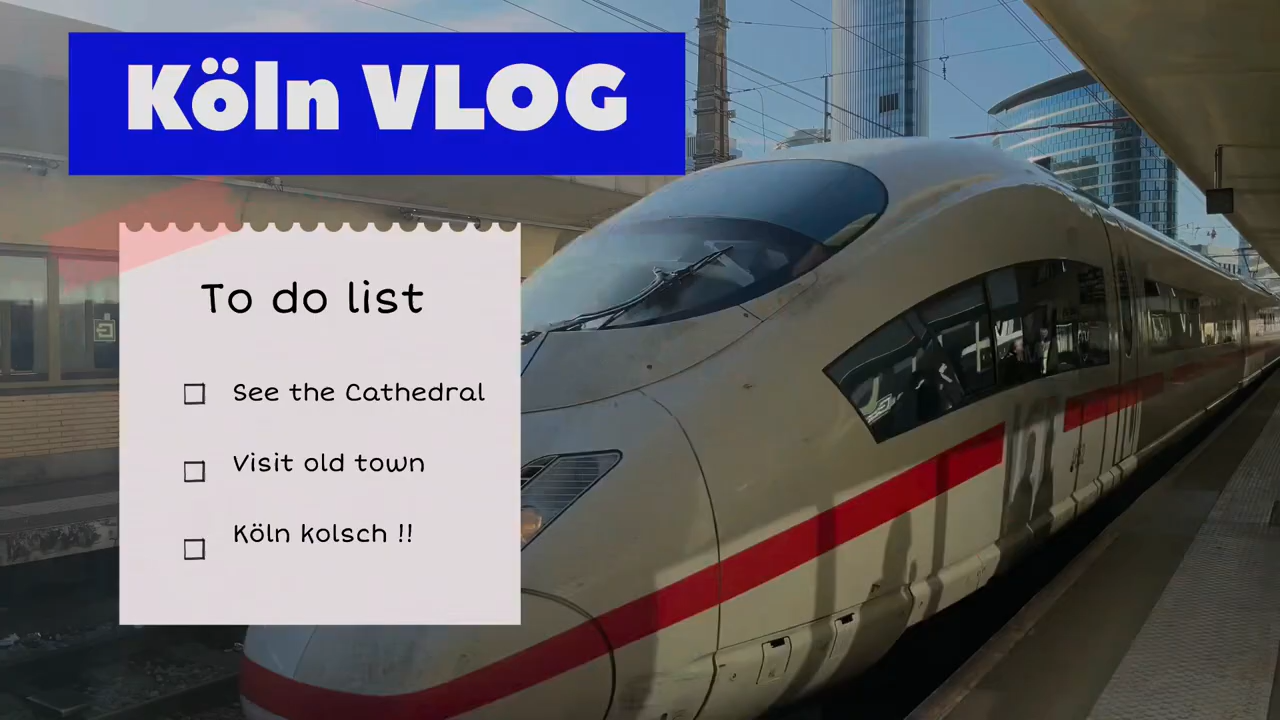 Köln VLOG
To do list
See the Cathedral
Visit old town
Köln kolsch !!